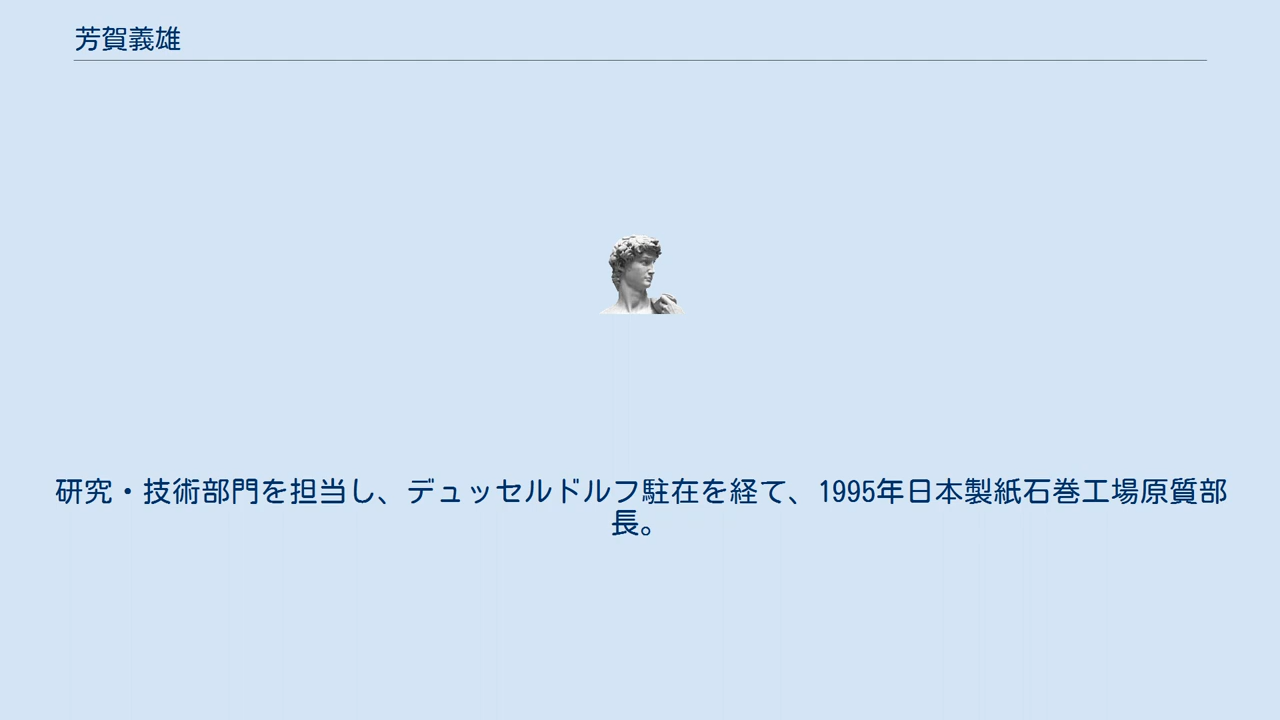 芳賀義雄
研究・技術部門を担当し、デュッセルドルフ駐在を経て、1995年日本製紙石巻工場原質部
長。